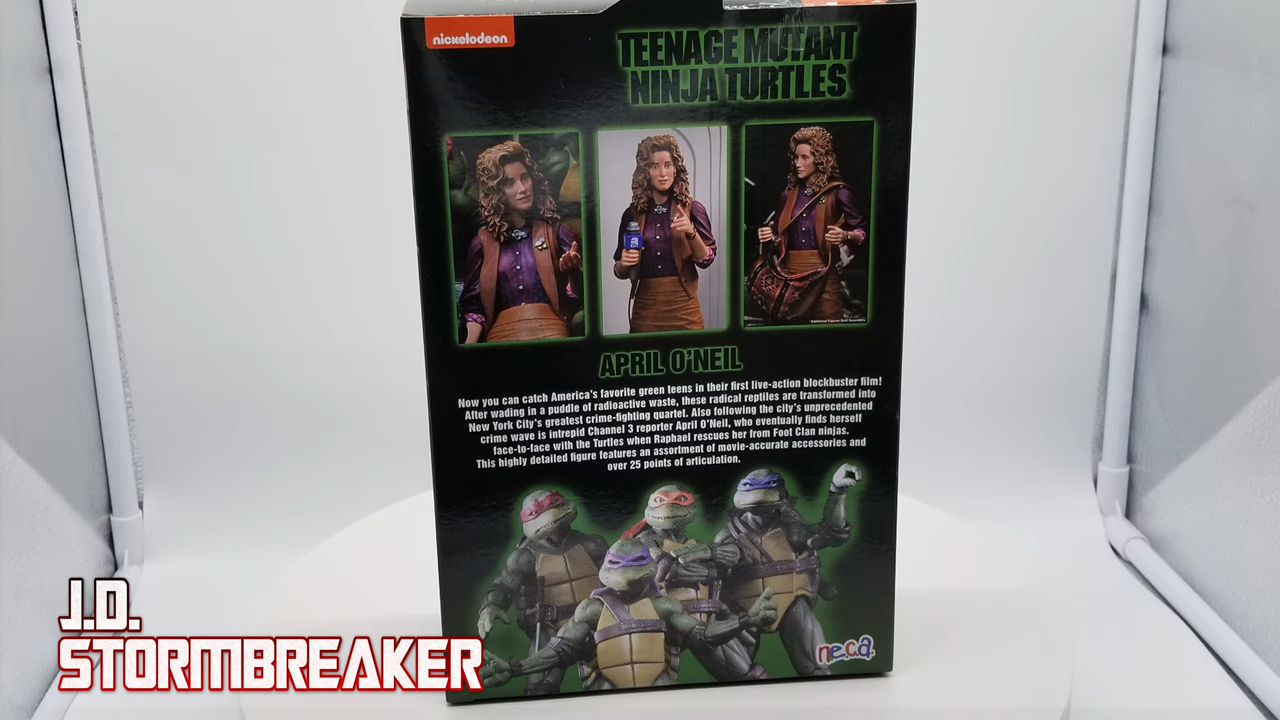 nickelodeon
TEENAGE MUTANT
NINJA TURTLES
*Additional Figures Sold Separately
APRIL O'NEIL
Now you can catch America's favorite green teens in their first live-action blockbuster film!
After wading in a puddle of radioactive waste, these radical reptiles are transformed into
New York City's greatest crime-fighting quartet. Also following the city's unprecedented
crime wave is intrepid Channel 3 reporter April O'Neil, who eventually finds herself
face-to-face with the Turtles when Raphael rescues her from Foot Clan ninjas.
This highly detailed figure features an assortment of movie-accurate accessories and
over 25 points of articulation.
neca
J.D.
STORMBREAKER